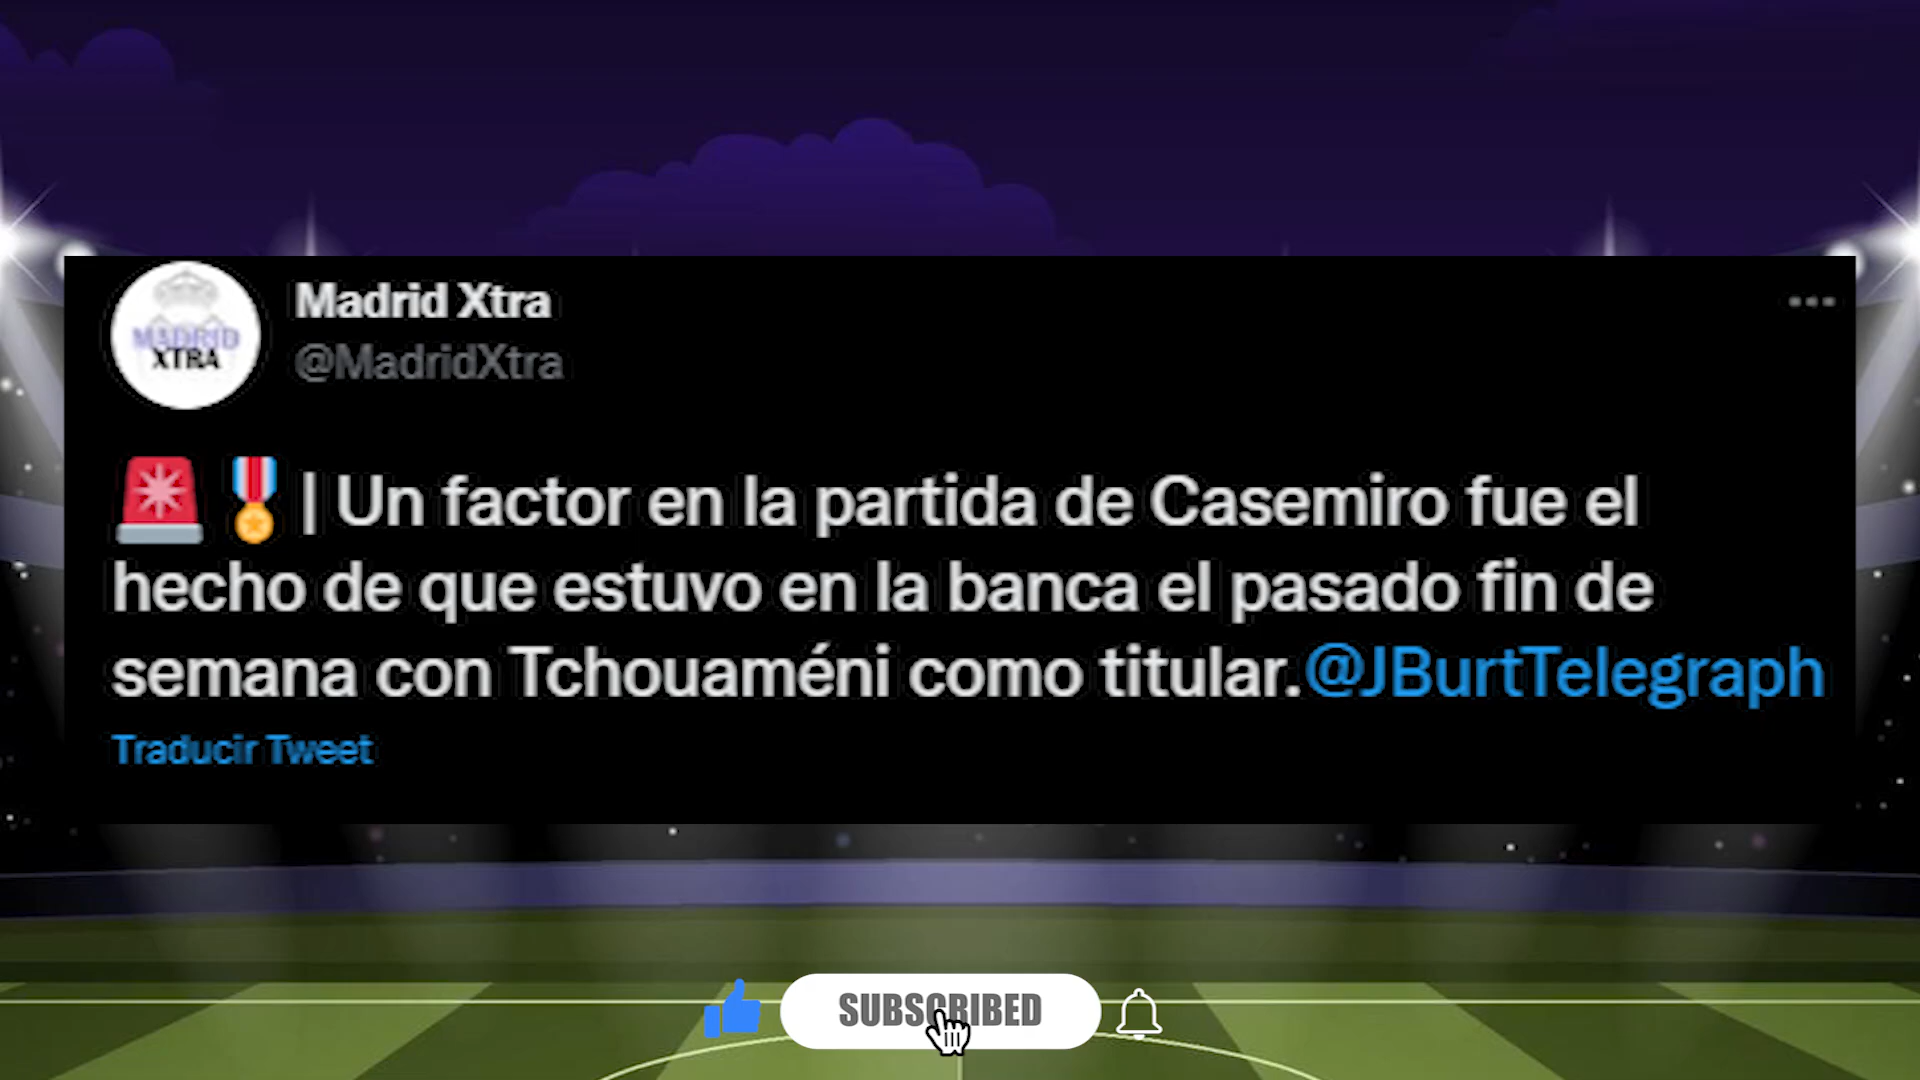 MADRID
XTRA
Madrid Xtra
@MadridXtra
| Un factor en la partida de Casemiro fue el
hecho de que estuvo en la banca el pasado fin de
semana con Tchouaméni como titular.@JBurtTelegraph
Traducir Tweet
SUBSCRIBED